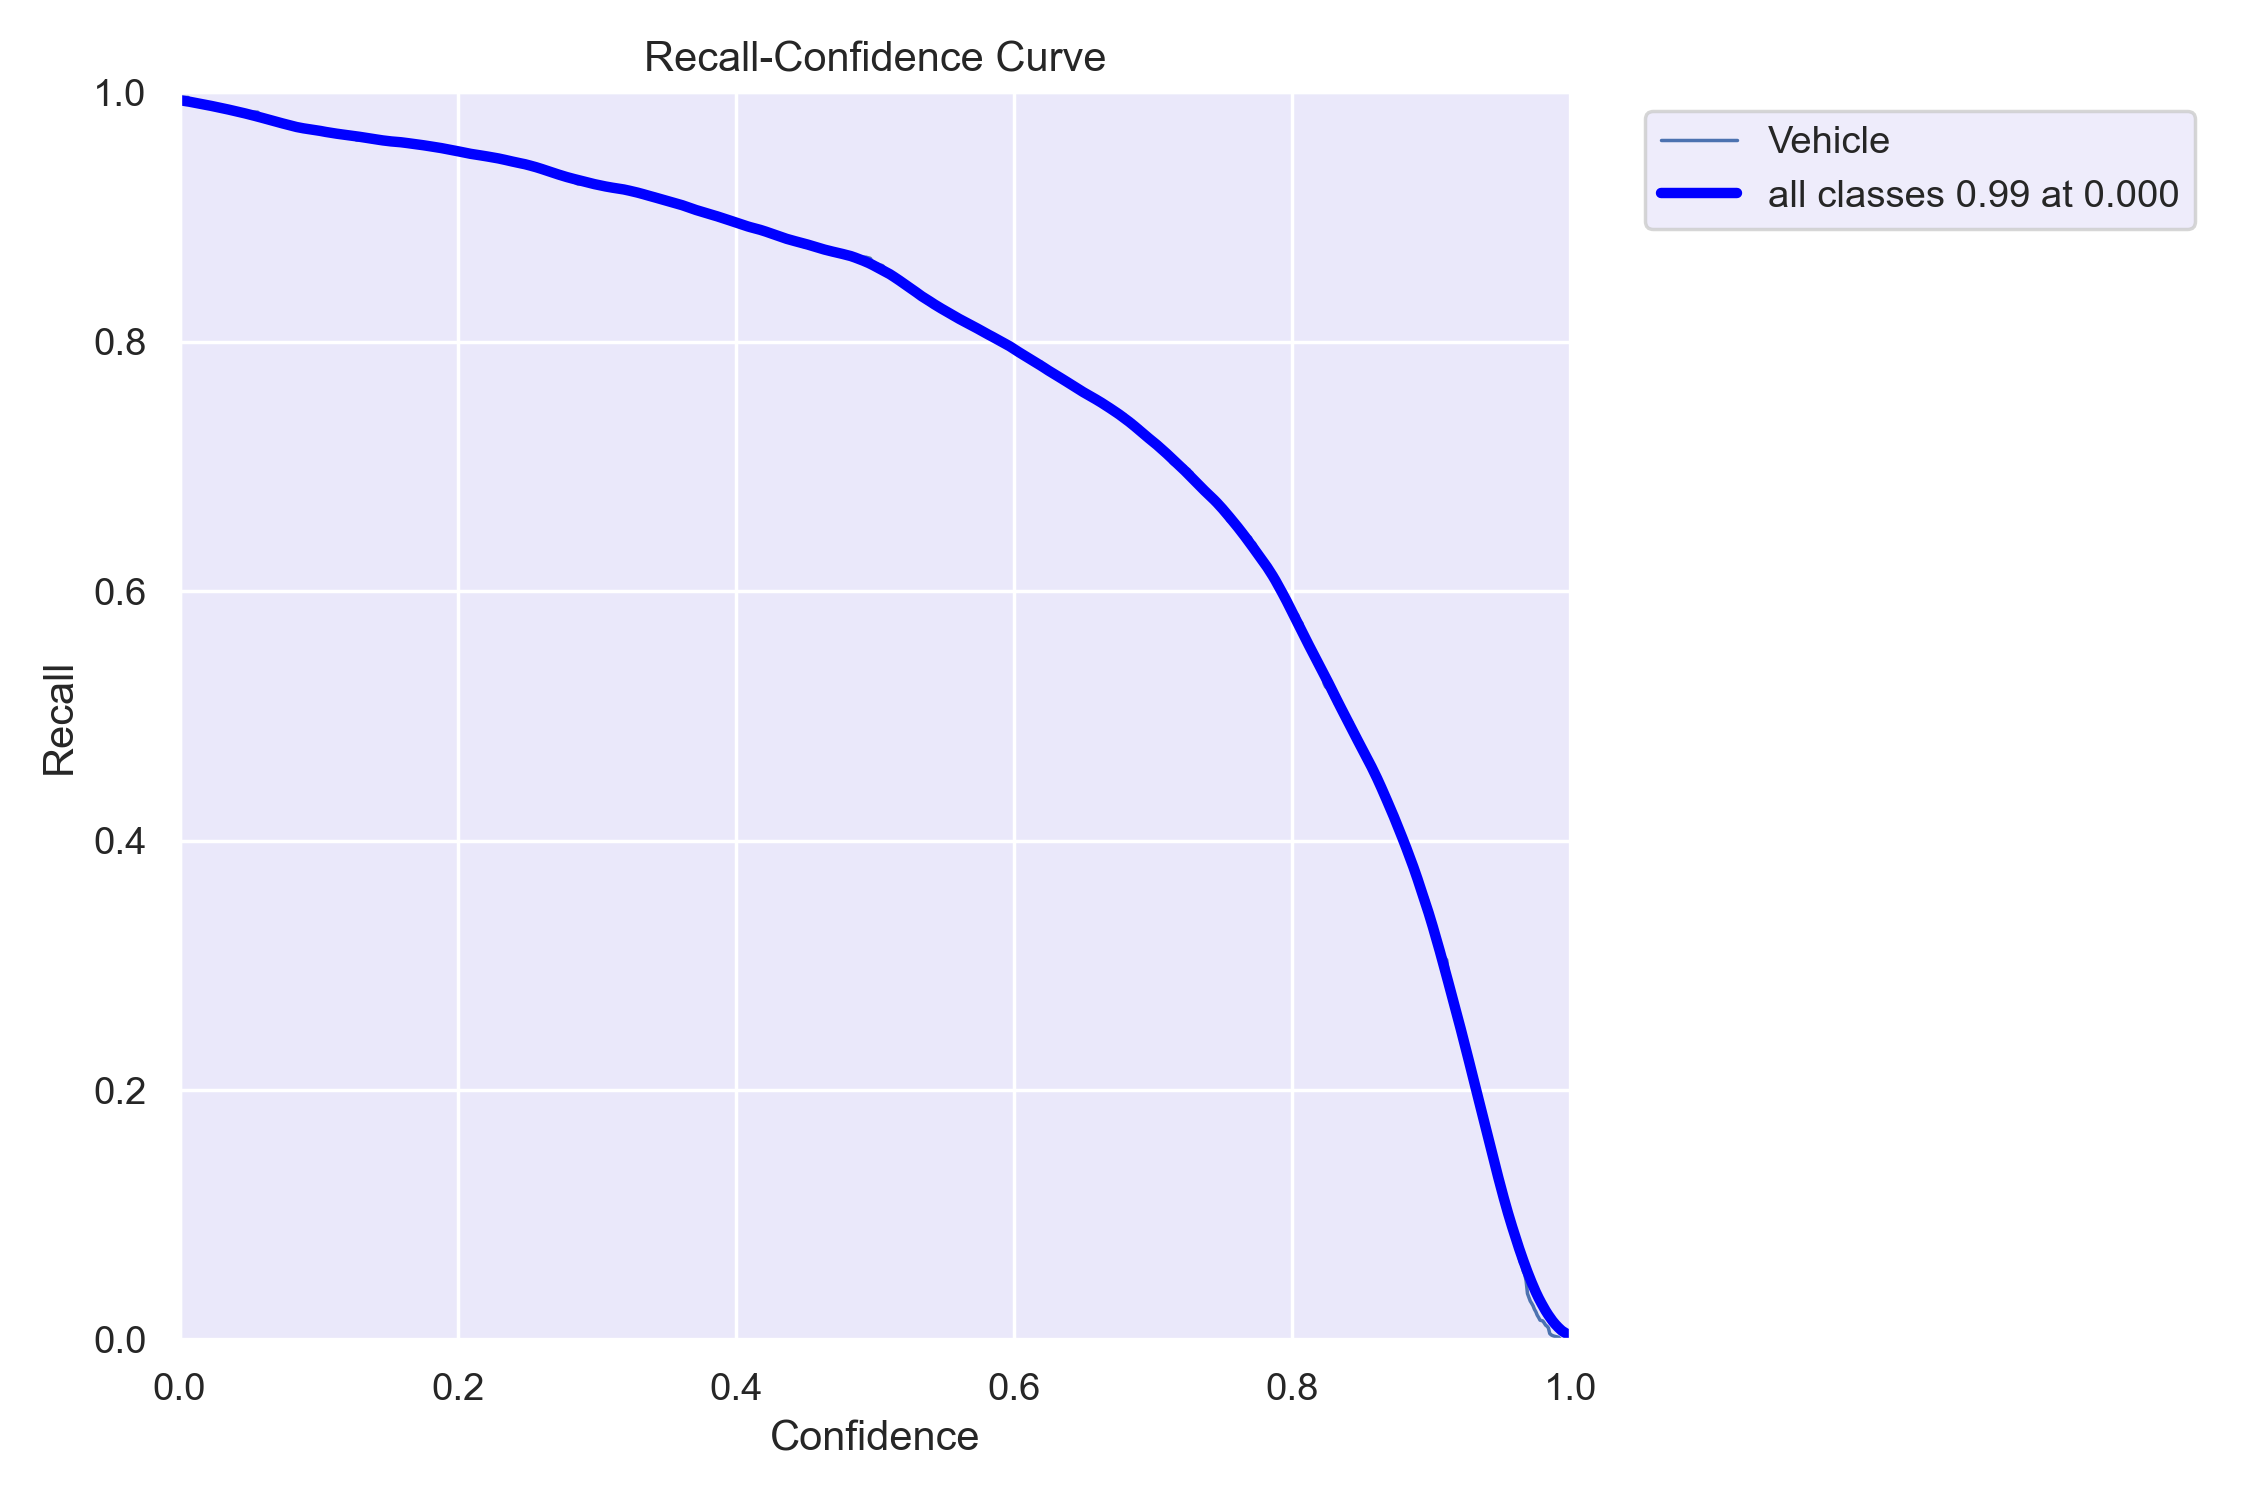 Recall-Confidence Curve
1.0
0.8
0.6
0.4
0.2
0.0
Recall
0.0 0.2 0.4 0.6 0.8 1.0
Confidence
Vehicle
all classes 0.99 at 0.000